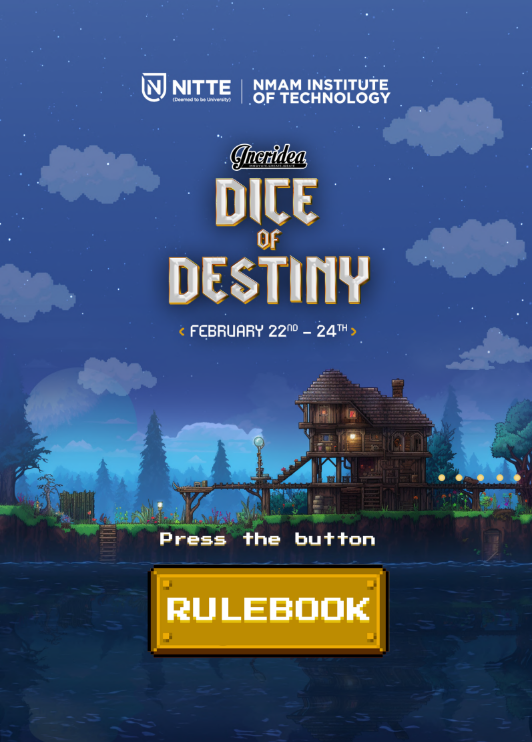 NITTE
(Deemed to be University)
NMAM INSTITUTE
OF TECHNOLOGY
Incridea
DICE
OF
DESTINY
‹ FEBRUARY 22ND – 24TH ›
Press the button
RULEBOOK